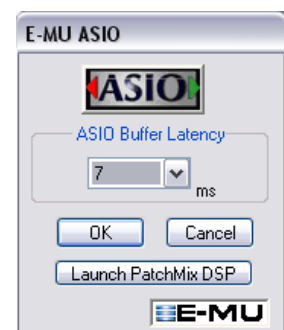 E-MU ASIO
ASIO
ASIO Buffer Latency
7
ms
OK Cancel
Launch PatchMix DSP
E-MU